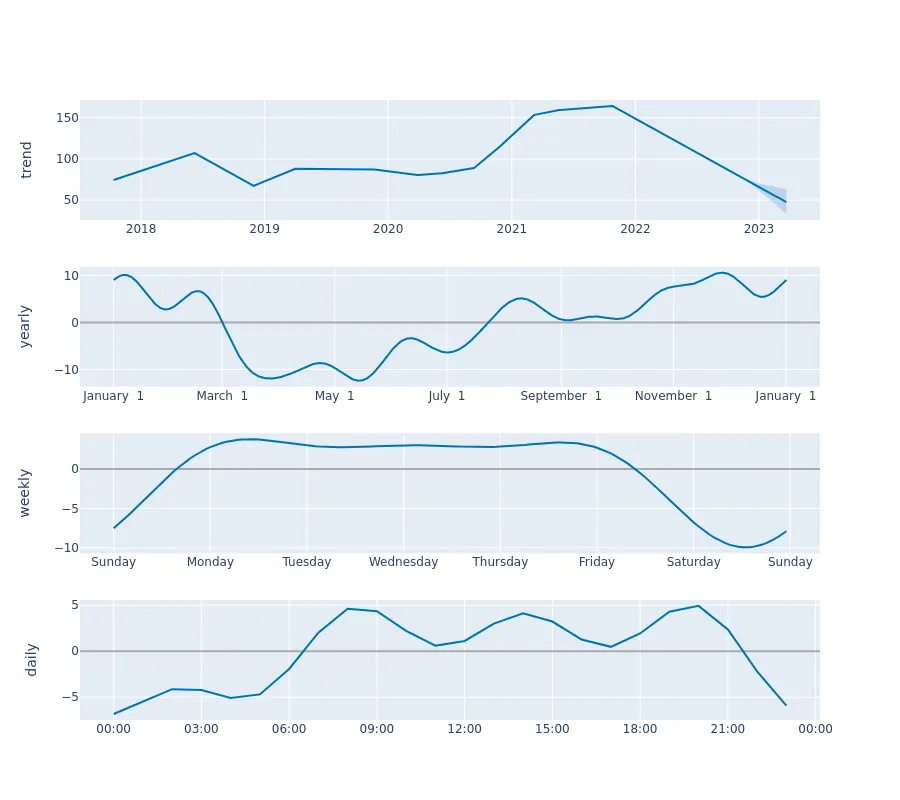 trend
150
100
50
2018 2019 2020 2021 2022 2023
yearly
10
0
−10
January 1 March 1 May 1 July 1 September 1 November 1 January 1
weekly
0
−5
−10
Sunday Monday Tuesday Wednesday Thursday Friday Saturday Sunday
daily
5
0
−5
00:00 03:00 06:00 09:00 12:00 15:00 18:00 21:00 00:00